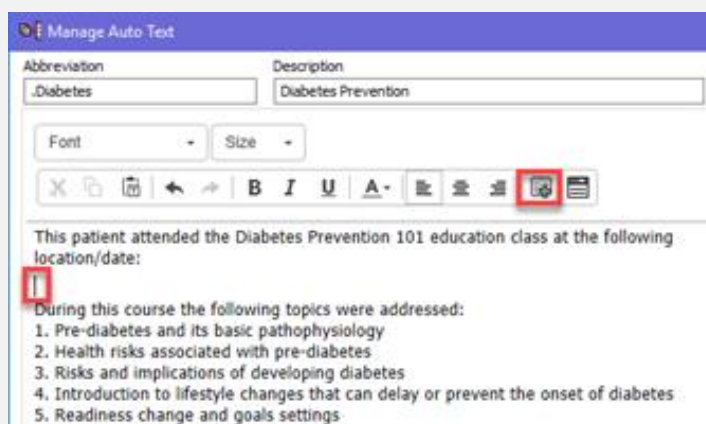 Manage Auto Text
Abbreviation Description
.Diabetes Diabetes Prevention
Font Size
B I U A
This patient attended the Diabetes Prevention 101 education class at the following
location/date:
During this course the following topics were addressed:
1. Pre-diabetes and its basic pathophysiology
2. Health risks associated with pre-diabetes
3. Risks and implications of developing diabetes
4. Introduction to lifestyle changes that can delay or prevent the onset of diabetes
5. Readiness change and goals settings